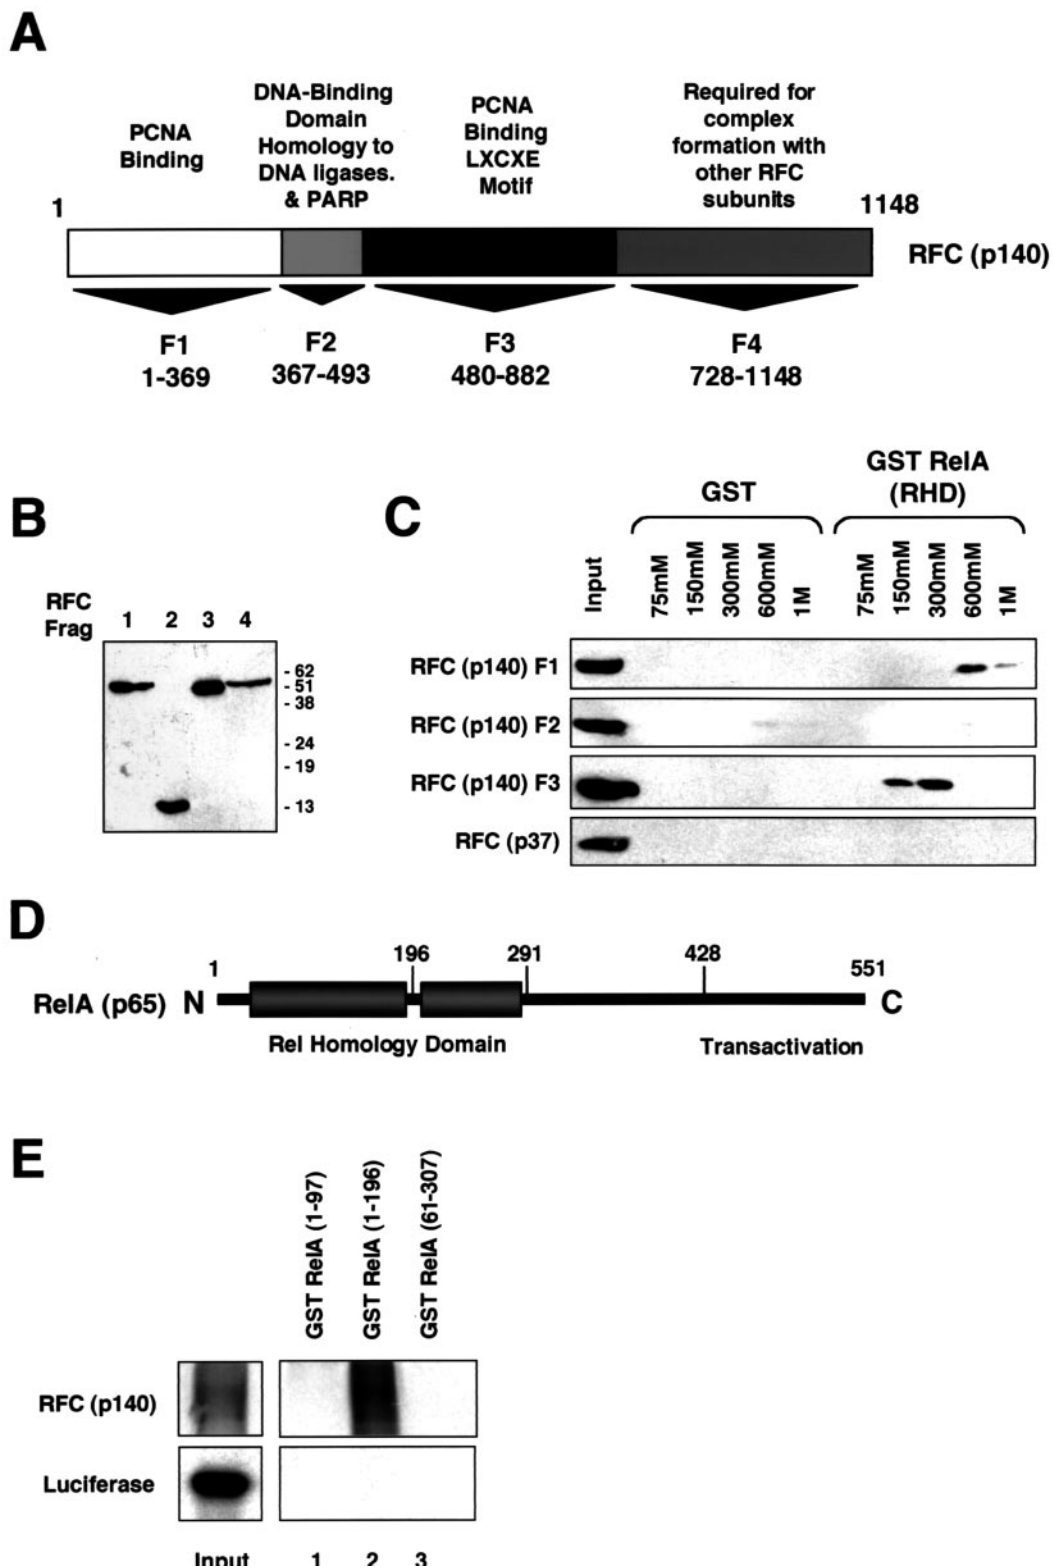 A
PCNA
Binding
DNA-Binding
Domain
Homology to
DNA ligases.
& PARP
PCNA
Binding
LXCXE
Motif
Required for
complex
formation with
other RFC
subunits
1
1148
RFC (p140)
F1
1-369
F2
367-493
F3
480-882
F4
728-1148
B
RFC
Frag
1 2 3 4
- 62
- 51
- 38
- 24
- 19
- 13
C
GST
GST RelA
(RHD)
Input
75mM
150mM
300mM
600mM
1M
75mM
150mM
300mM
600mM
1M
RFC (p140) F1
RFC (p140) F2
RFC (p140) F3
RFC (p37)
D
1 196 291 428 551
RelA (p65) N C
Rel Homology Domain
Transactivation
E
GST RelA (1-97)
GST RelA (1-196)
GST RelA (61-307)
RFC (p140)
Luciferase
Input 1 2 3